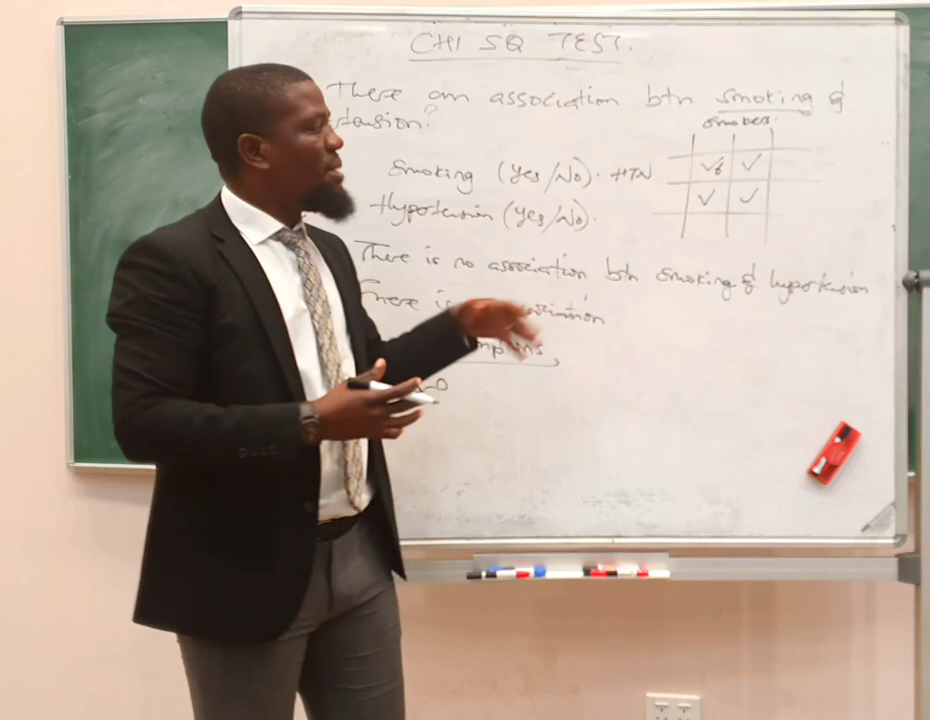 CHI SQ TEST.
There an association btn smoking &
tension?
smokes
Smoking (Yes/No). HTN
Hypertension (Yes/No).
There is no association btn smoking & hypertension
There is